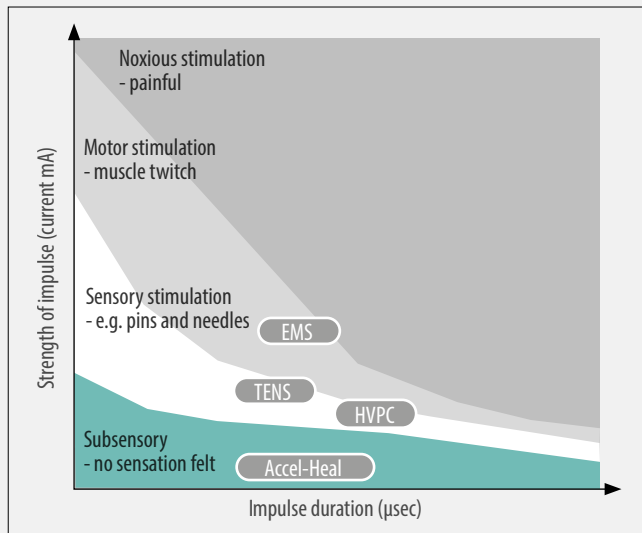 Noxious stimulation
- painful
Motor stimulation
- muscle twitch
Sensory stimulation
- e.g. pins and needles
EMS
TENS
HVPC
Subsensory
- no sensation felt
Accel-Heal
Strength of impulse (current mA)
Impulse duration (μsec)